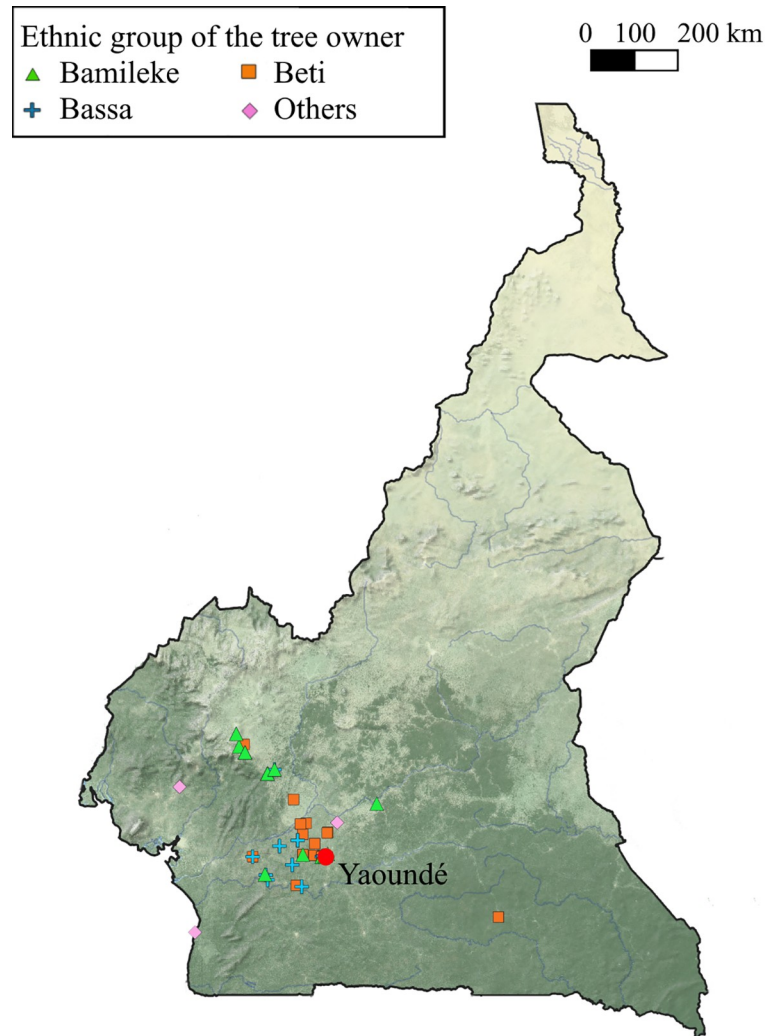 Ethnic group of the tree owner
Bamileke Beti
Bassa Others
0 100 200 km
Yaoundé